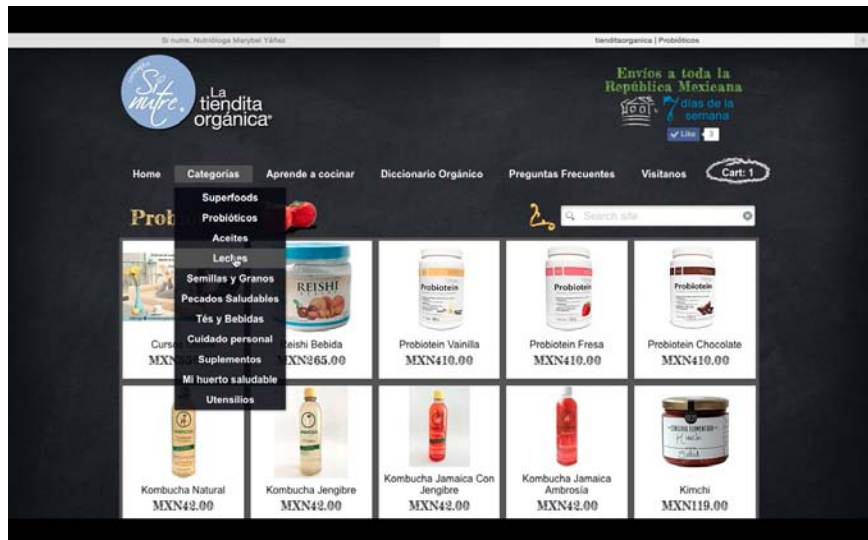 Si nutre. Nutrióloga Marybel Yáñez
tienditaorganica | Probióticos
Si nutre.
La tiendita orgánica
Envíos a toda la
República Mexicana
7 días de la
semana
Like 3
Home Categorías Aprende a cocinar Diccionario Orgánico Preguntas Frecuentes Visítanos Cart: 1
Superfoods
Probióticos
Aceites
Leches
Semillas y Granos
Pecados Saludables
Tés y Bebidas
Cuidado personal
Suplementos
Mi huerto saludable
Utensilios
Search site
REISHI
Probiotein
Probiotein
Probiotein
Reishi Bebida
MXN265.00
Probiotein Vainilla
MXN410.00
Probiotein Fresa
MXN410.00
Probiotein Chocolate
MXN410.00
Kombucha Natural
MXN42.00
Kombucha Jengibre
MXN42.00
Kombucha Jamaica Con
Jengibre
MXN42.00
Kombucha Jamaica
Ambrosía
MXN42.00
Kimchi
MXN119.00